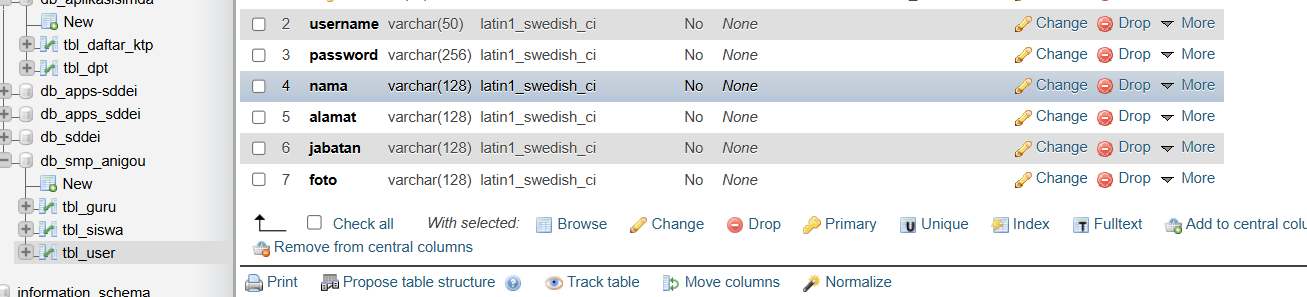 db_aplikasisimda
New
tbl_daftar_ktp
tbl_dpt
db_apps-sddei
db_apps_sddei
db_sddei
db_smp_anigou
New
tbl_guru
tbl_siswa
tbl_user
information_schema
2 username varchar(50) latin1_swedish_ci No None Change Drop More
3 password varchar(256) latin1_swedish_ci No None Change Drop More
4 nama varchar(128) latin1_swedish_ci No None Change Drop More
5 alamat varchar(128) latin1_swedish_ci No None Change Drop More
6 jabatan varchar(128) latin1_swedish_ci No None Change Drop More
7 foto varchar(128) latin1_swedish_ci No None Change Drop More
Check all With selected: Browse Change Drop Primary Unique Index Fulltext Add to central colu
Remove from central columns
Print Propose table structure Track table Move columns Normalize